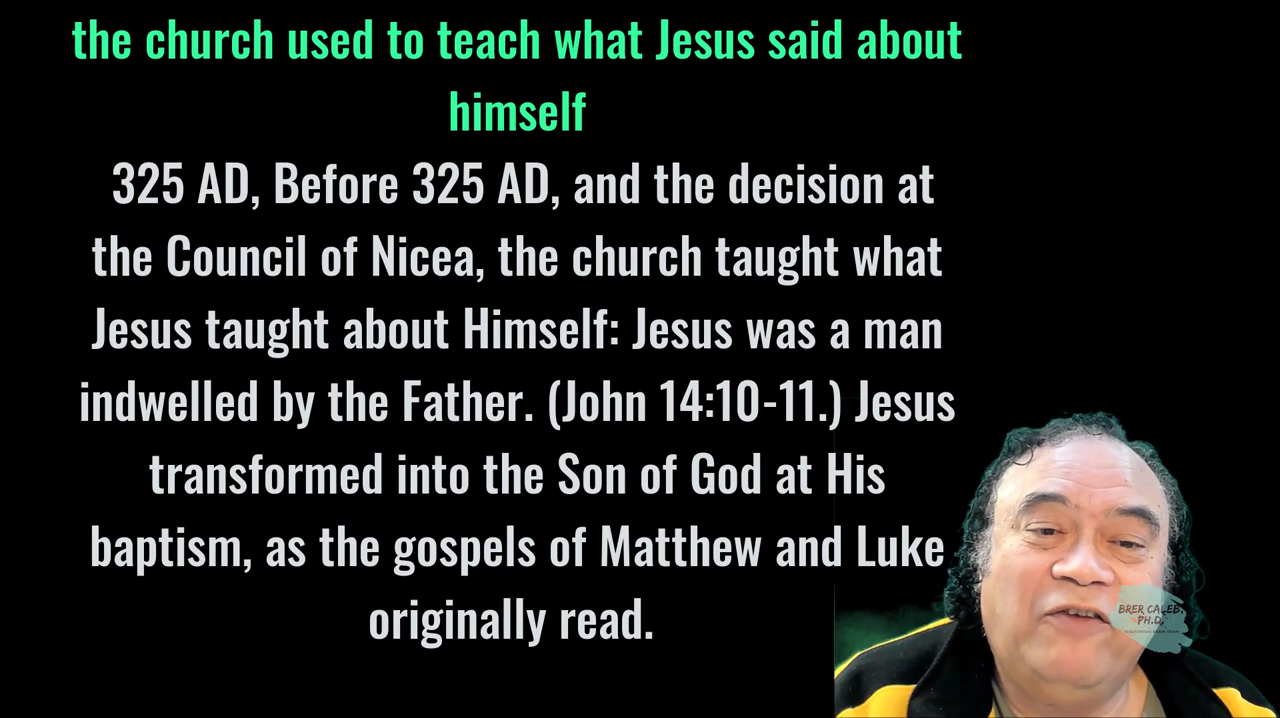 the church used to teach what Jesus said about
himself
325 AD, Before 325 AD, and the decision at
the Council of Nicea, the church taught what
Jesus taught about Himself: Jesus was a man
indwelled by the Father. (John 14:10-11.) Jesus
transformed into the Son of God at His
baptism, as the gospels of Matthew and Luke
originally read.
BRER CALEB,
PH.D.